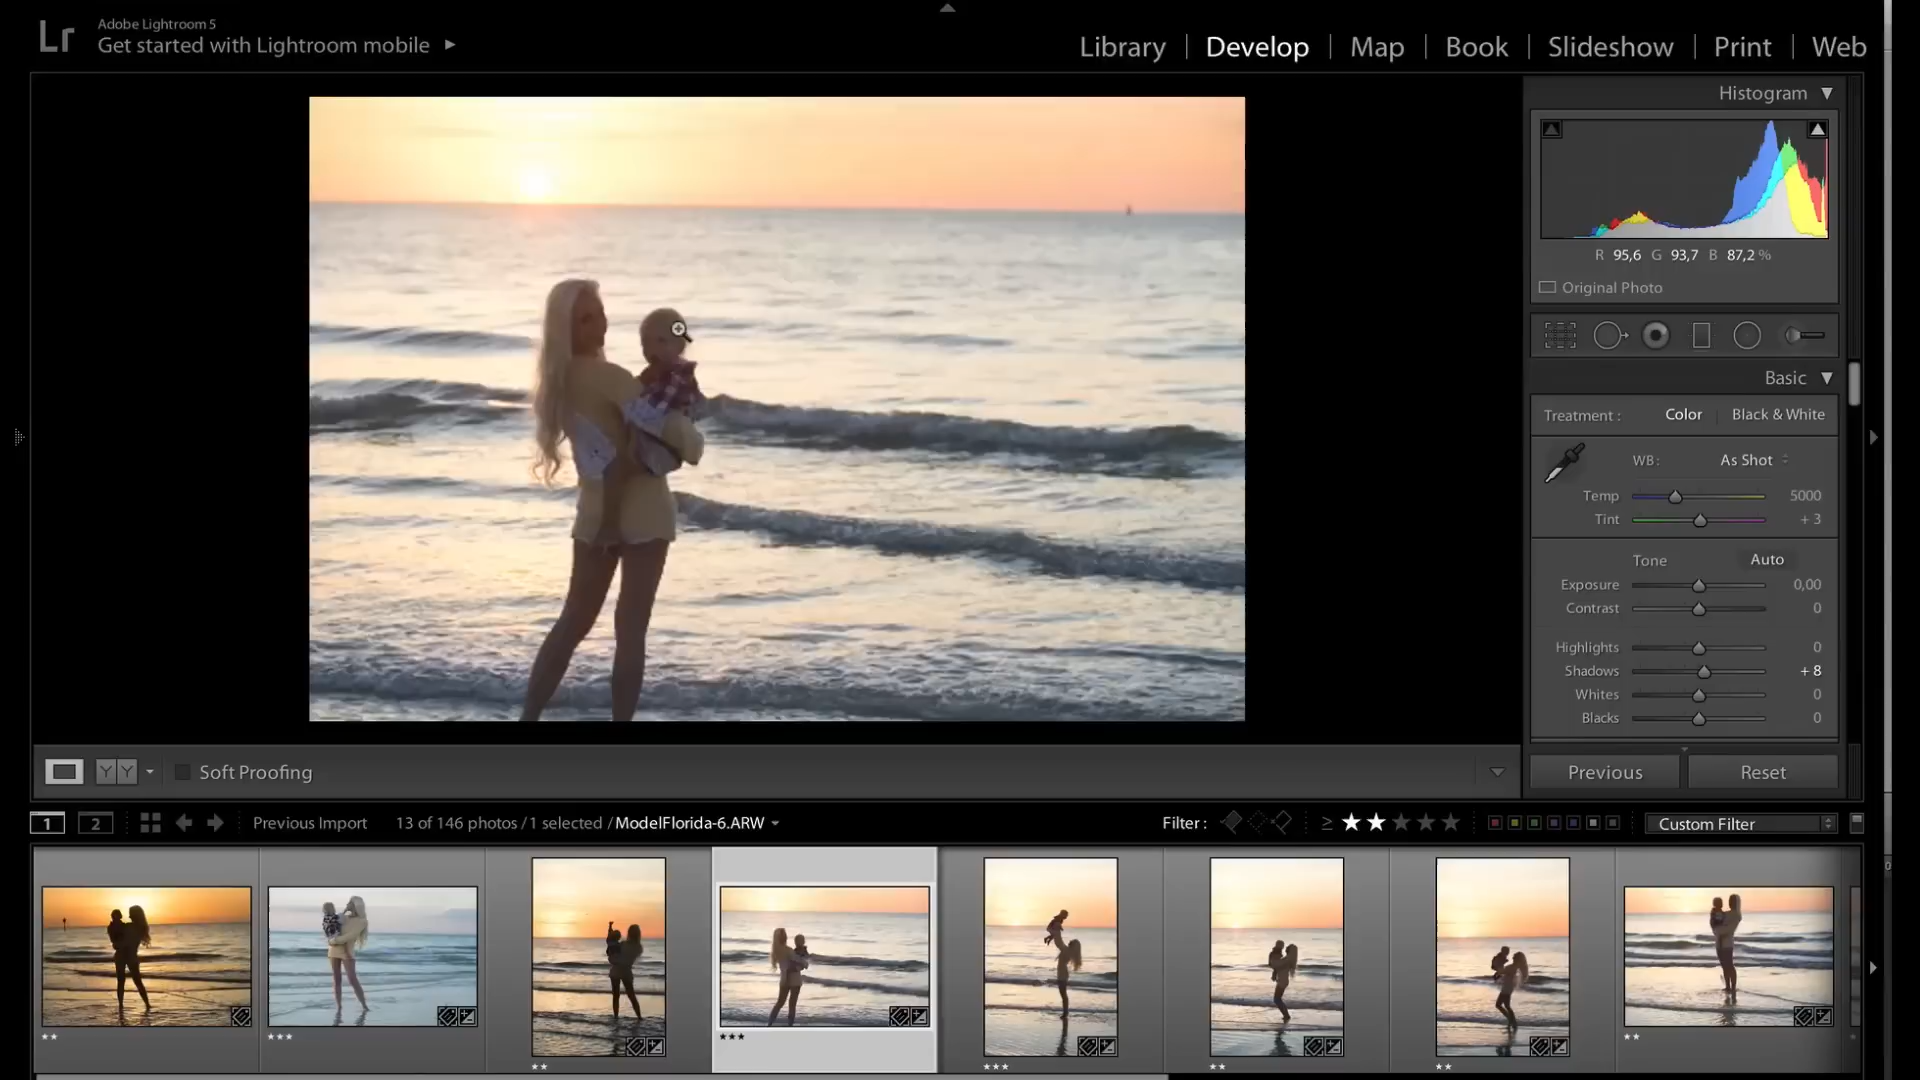 Lr
Adobe Lightroom 5
Get started with Lightroom mobile
Library | Develop | Map | Book | Slideshow | Print | Web
Histogram
R 95,6 G 93,7 B 87,2 %
Original Photo
Basic
Treatment : Color Black & White
WB: As Shot
Temp 5000
Tint + 3
Tone Auto
Exposure 0,00
Contrast 0
Highlights 0
Shadows + 8
Whites 0
Blacks 0
Y Y Soft Proofing
Previous Reset
1 2 Previous Import 13 of 146 photos / 1 selected / ModelFlorida-6.ARW Filter : ≥ ★★★★★ Custom Filter